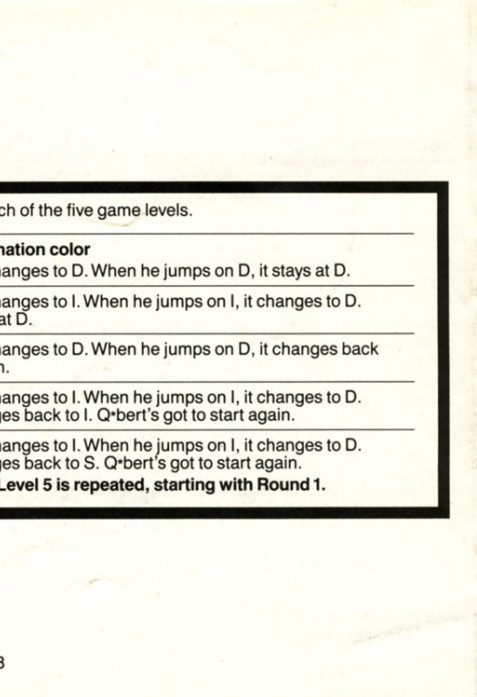 ch of the five game levels.
nation color
anges to D. When he jumps on D, it stays at D.
anges to I. When he jumps on I, it changes to D.
at D.
anges to D. When he jumps on D, it changes back
n.
anges to I. When he jumps on I, it changes to D.
es back to I. Q*bert's got to start again.
anges to I. When he jumps on I, it changes to D.
es back to S. Q*bert's got to start again.
Level 5 is repeated, starting with Round 1.
3